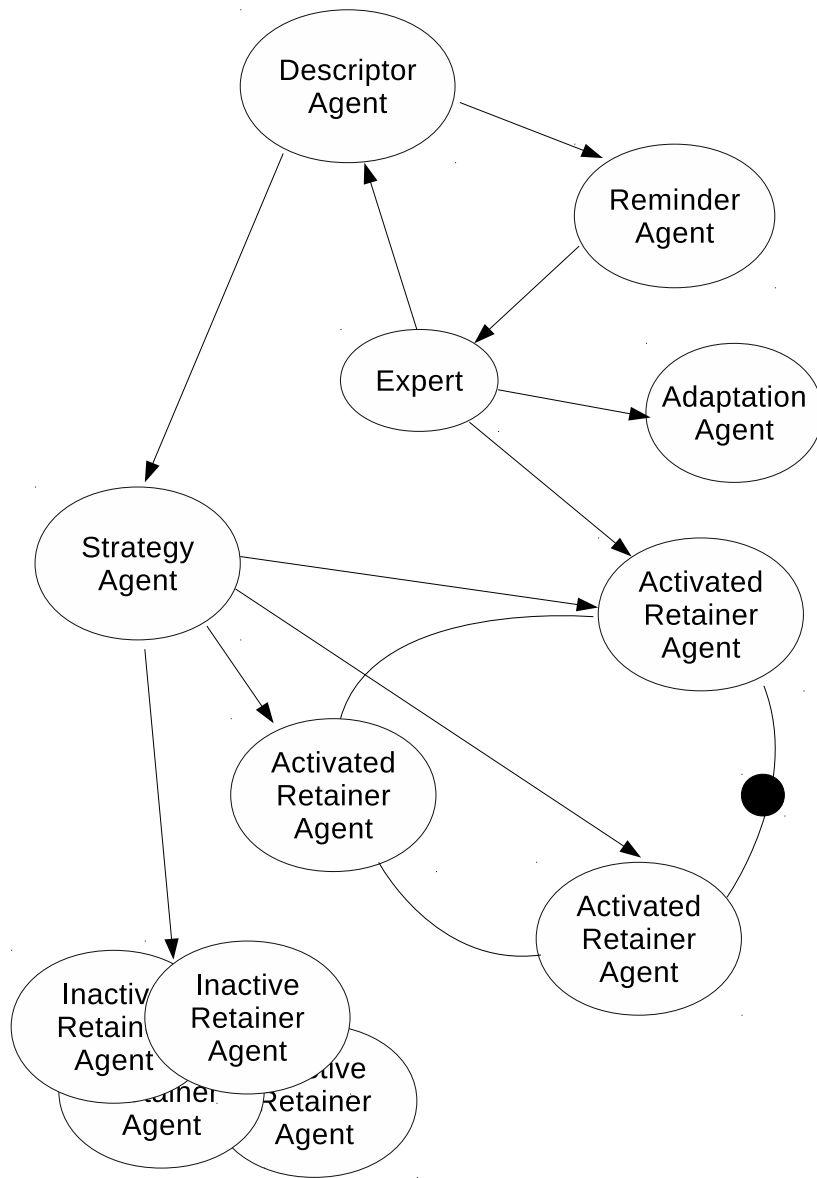 Descriptor
Agent
Reminder
Agent
Expert
Adaptation
Agent
Strategy
Agent
Activated
Retainer
Agent
Activated
Retainer
Agent
Activated
Retainer
Agent
Inactive
Retainer
Agent
Agent
Retainer
Agent
Agent